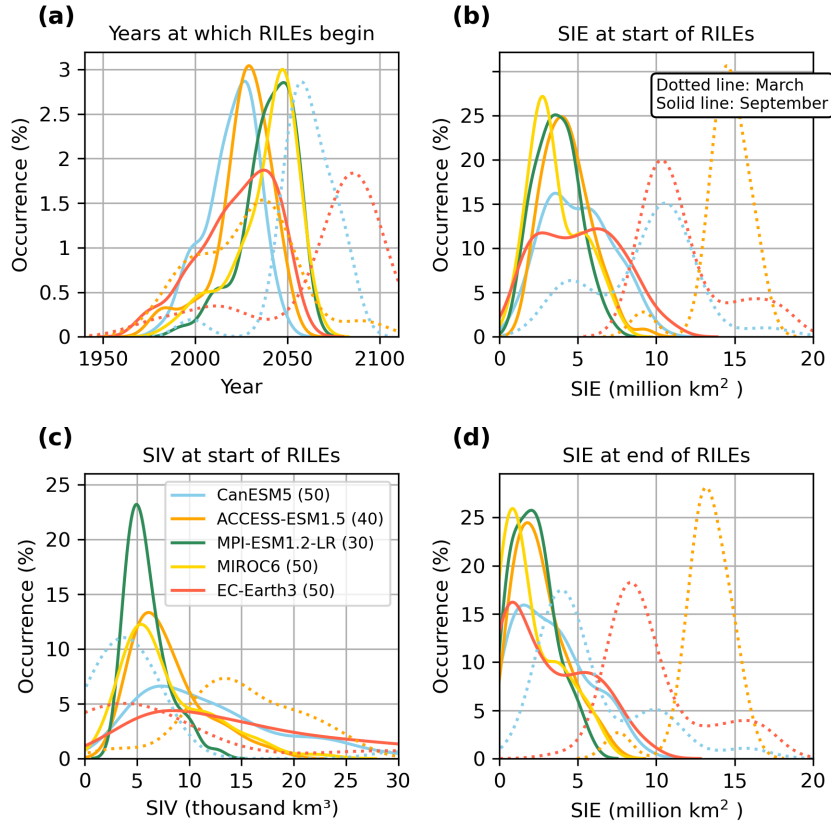 (a)
Years at which RILEs begin
Occurrence (%)
3
2.5
2
1.5
1
0.5
0
1950
2000
2050
2100
Year
(b)
SIE at start of RILEs
Dotted line: March
Solid line: September
Occurrence (%)
25
20
15
10
5
0
0
5
10
15
20
SIE (million km² )
(c)
SIV at start of RILEs
CanESM5 (50)
ACCESS-ESM1.5 (40)
MPI-ESM1.2-LR (30)
MIROC6 (50)
EC-Earth3 (50)
Occurrence (%)
25
20
15
10
5
0
0
5
10
15
20
25
30
SIV (thousand km³)
(d)
SIE at end of RILEs
Occurrence (%)
25
20
15
10
5
0
0
5
10
15
20
SIE (million km² )